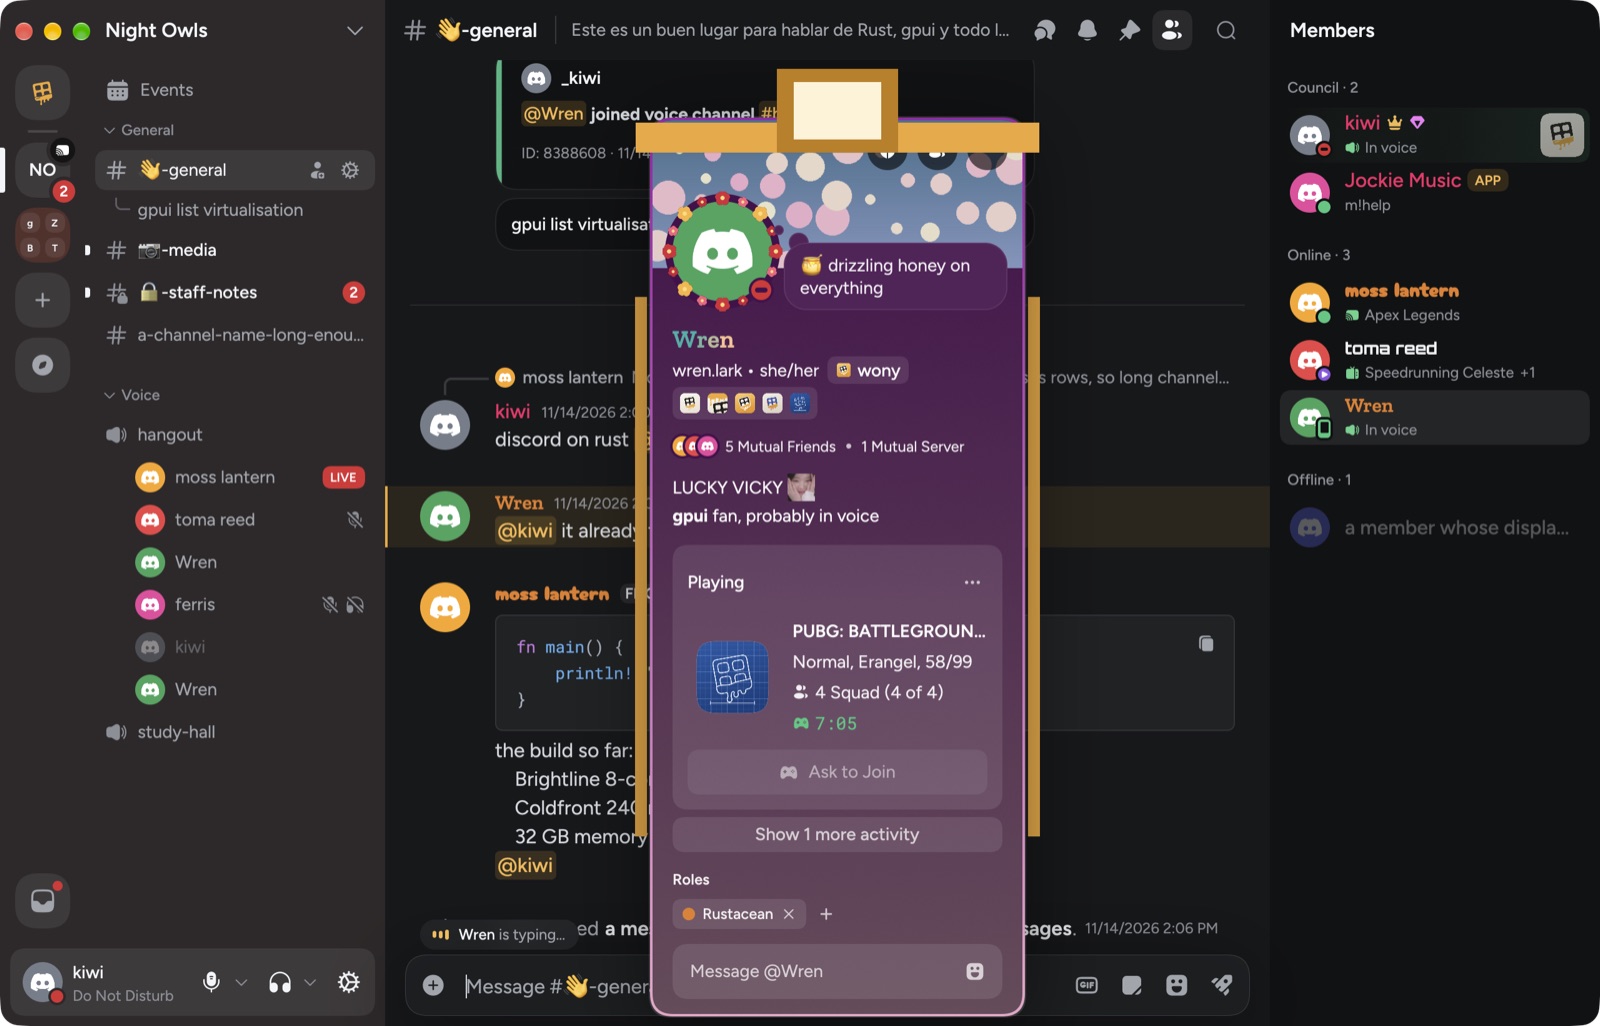 Night Owls
Events
General
👋-general
gpui list virtualisation
📷-media
🔒-staff-notes
2
a-channel-name-long-enou...
Voice
hangout
moss lantern
LIVE
toma reed
Wren
ferris
kiwi
Wren
study-hall
NO
2
g Z
B T
kiwi
Do Not Disturb
👋-general
Este es un buen lugar para hablar de Rust, gpui y todo l...
_kiwi
@Wren joined voice channel
ID: 8388608 · 11/1
gpui list virtualisa
moss lantern
s rows, so long channel...
kiwi 11/14/2026 2:0
discord on rust
Wren 11/14/2026 2
@kiwi it already
moss lantern
fn main() {
println!
}
the build so far:
Brightline 8-co
Coldfront 240
32 GB memory
@kiwi
ed a me
sages. 11/14/2026 2:06 PM
Wren is typing...
Message #👋-gener
GIF
🍯 drizzling honey on
everything
Wren
wren.lark • she/her
wony
5 Mutual Friends • 1 Mutual Server
LUCKY VICKY
gpui fan, probably in voice
Playing
PUBG: BATTLEGROUN...
Normal, Erangel, 58/99
4 Squad (4 of 4)
7:05
Ask to Join
Show 1 more activity
Roles
Rustacean
Message @Wren
Members
Council · 2
kiwi
In voice
Jockie Music APP
m!help
Online · 3
moss lantern
Apex Legends
toma reed
Speedrunning Celeste +1
Wren
In voice
Offline · 1
a member whose displa...